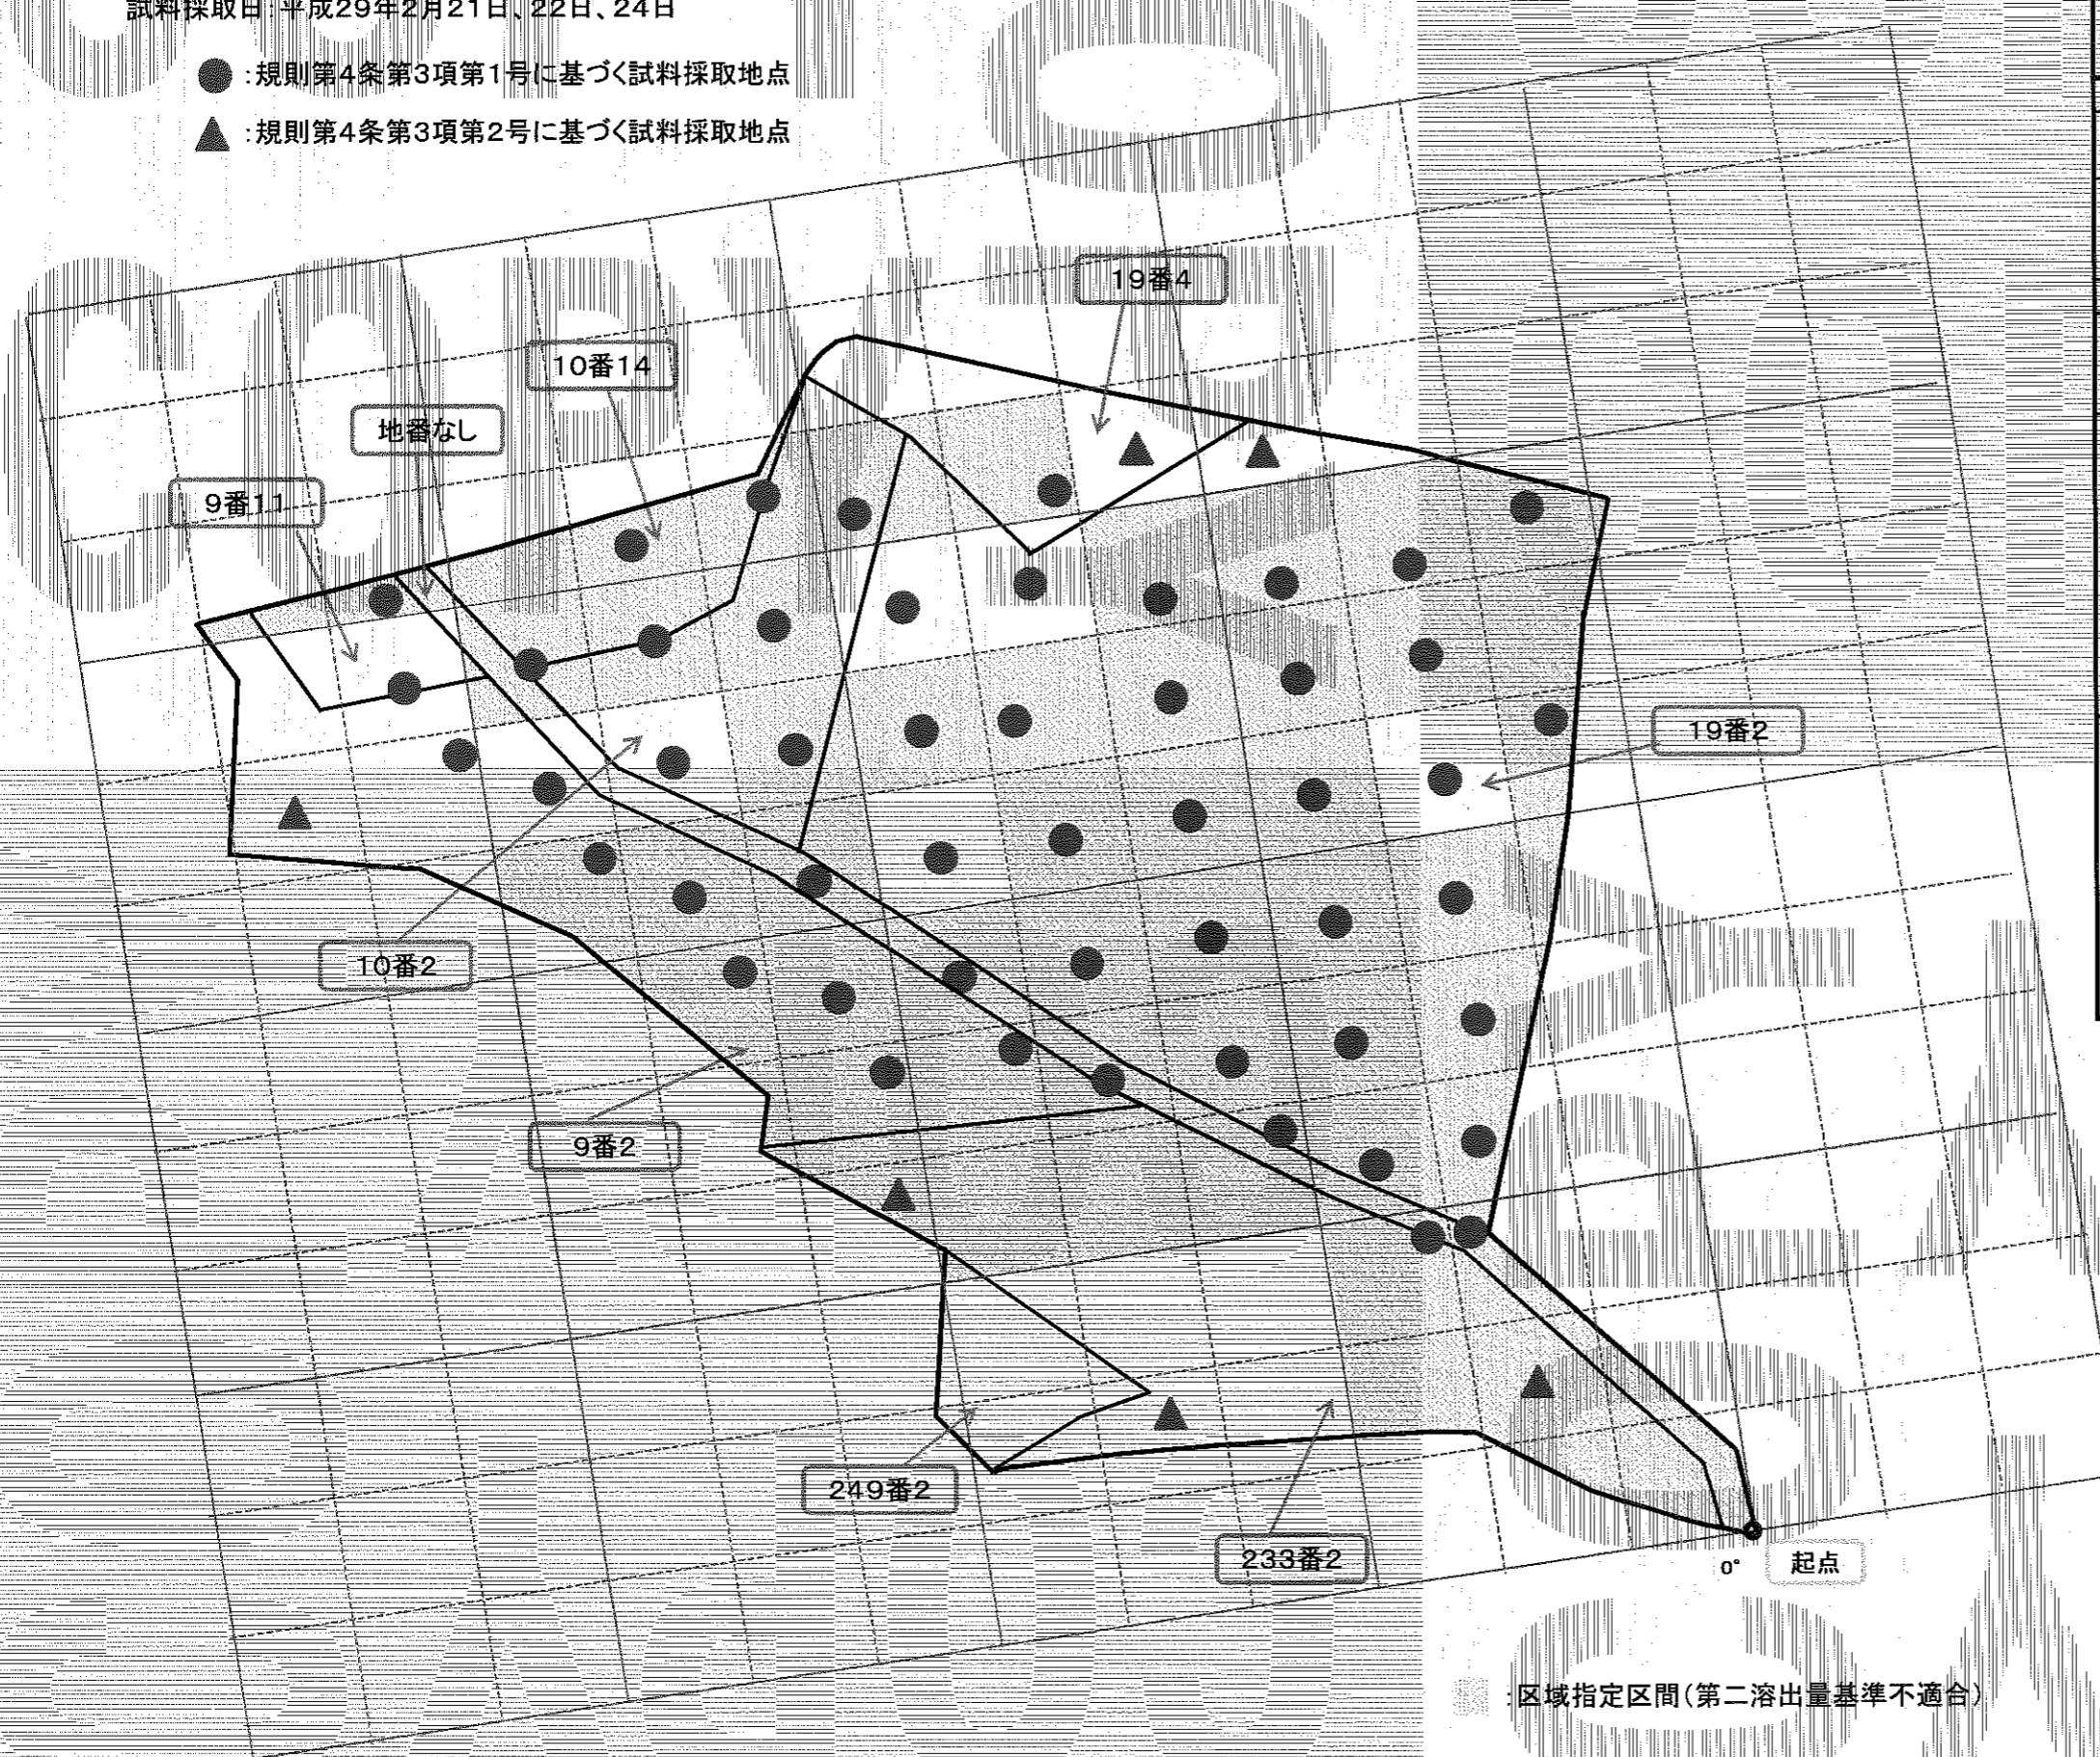 試料採取日:平成29年2月21日、22日、24日
●:規則第4条第3項第1号に基づく試料採取地点
▲:規則第4条第3項第2号に基づく試料採取地点
19番4
10番14
地番なし
9番11
19番2
10番2
9番2
249番2
233番2
0°
起点
:区域指定区間(第二溶出量基準不適合)